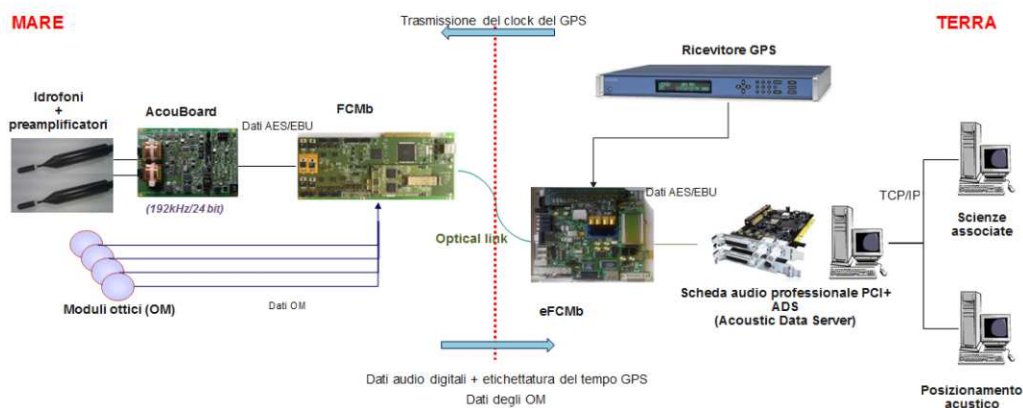 Trasmissione del clock del GPS
MARE
TERRA
Ricevitore GPS
Idrofoni
+
preamplificatori
AcouBoard
Dati AES/EBU
FCMb
(192kHz/24 bit)
Dati AES/EBU
TCP/IP
Scienze
associate
Optical link
Moduli ottici (OM)
Dati OM
eFCMb
Scheda audio professionale PCI+
ADS
(Acoustic Data Server)
Dati audio digitali + etichettatura del tempo GPS
Dati degli OM
Posizionamento
acustico